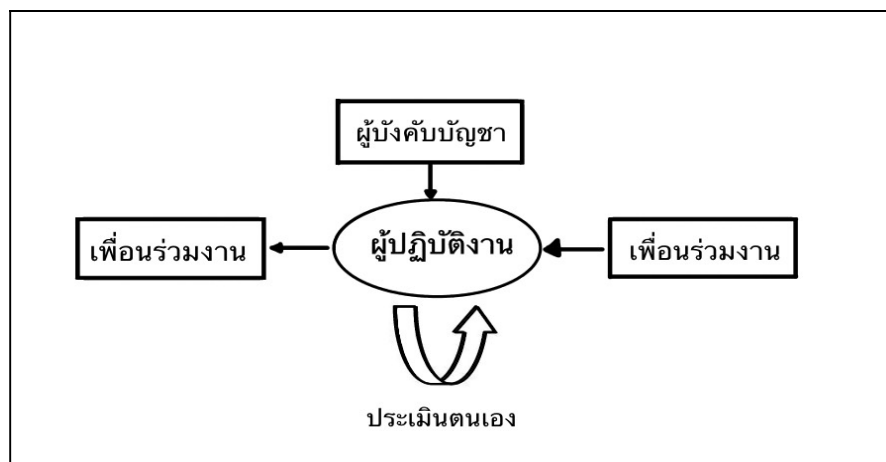 ผู้บังคับบัญชา
เพื่อนร่วมงาน
ผู้ปฏิบัติงาน
เพื่อนร่วมงาน
ประเมินตนเอง